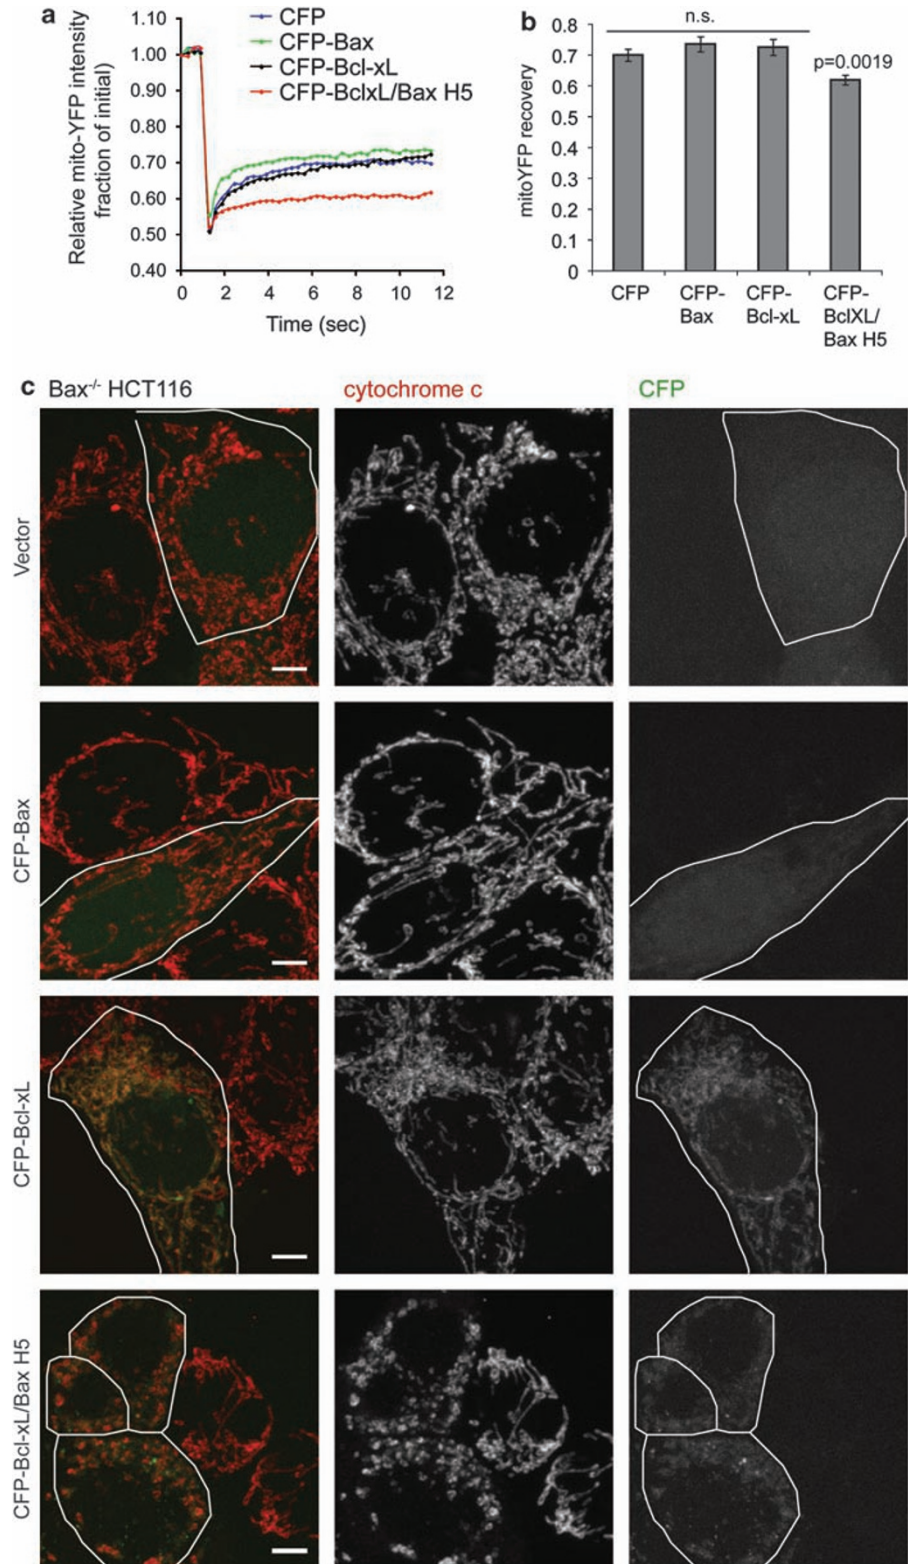 a
1.10
1.00
0.90
0.80
0.70
0.60
0.50
0.40
Relative mito-YFP intensity
fraction of initial)
CFP
CFP-Bax
CFP-Bcl-xL
CFP-BclxL/Bax H5
0 2 4 6 8 10 12
Time (sec)
b
n.s.
p=0.0019
0.8
0.7
0.6
0.5
0.4
0.3
0.2
0.1
0
mitoYFP recovery
CFP
CFP-
Bax
CFP-
Bcl-xL
CFP-
BclXL/
Bax H5
c Bax-/- HCT116
cytochrome c
CFP
Vector
CFP-Bax
CFP-Bcl-xL
CFP-Bcl-xL/Bax H5